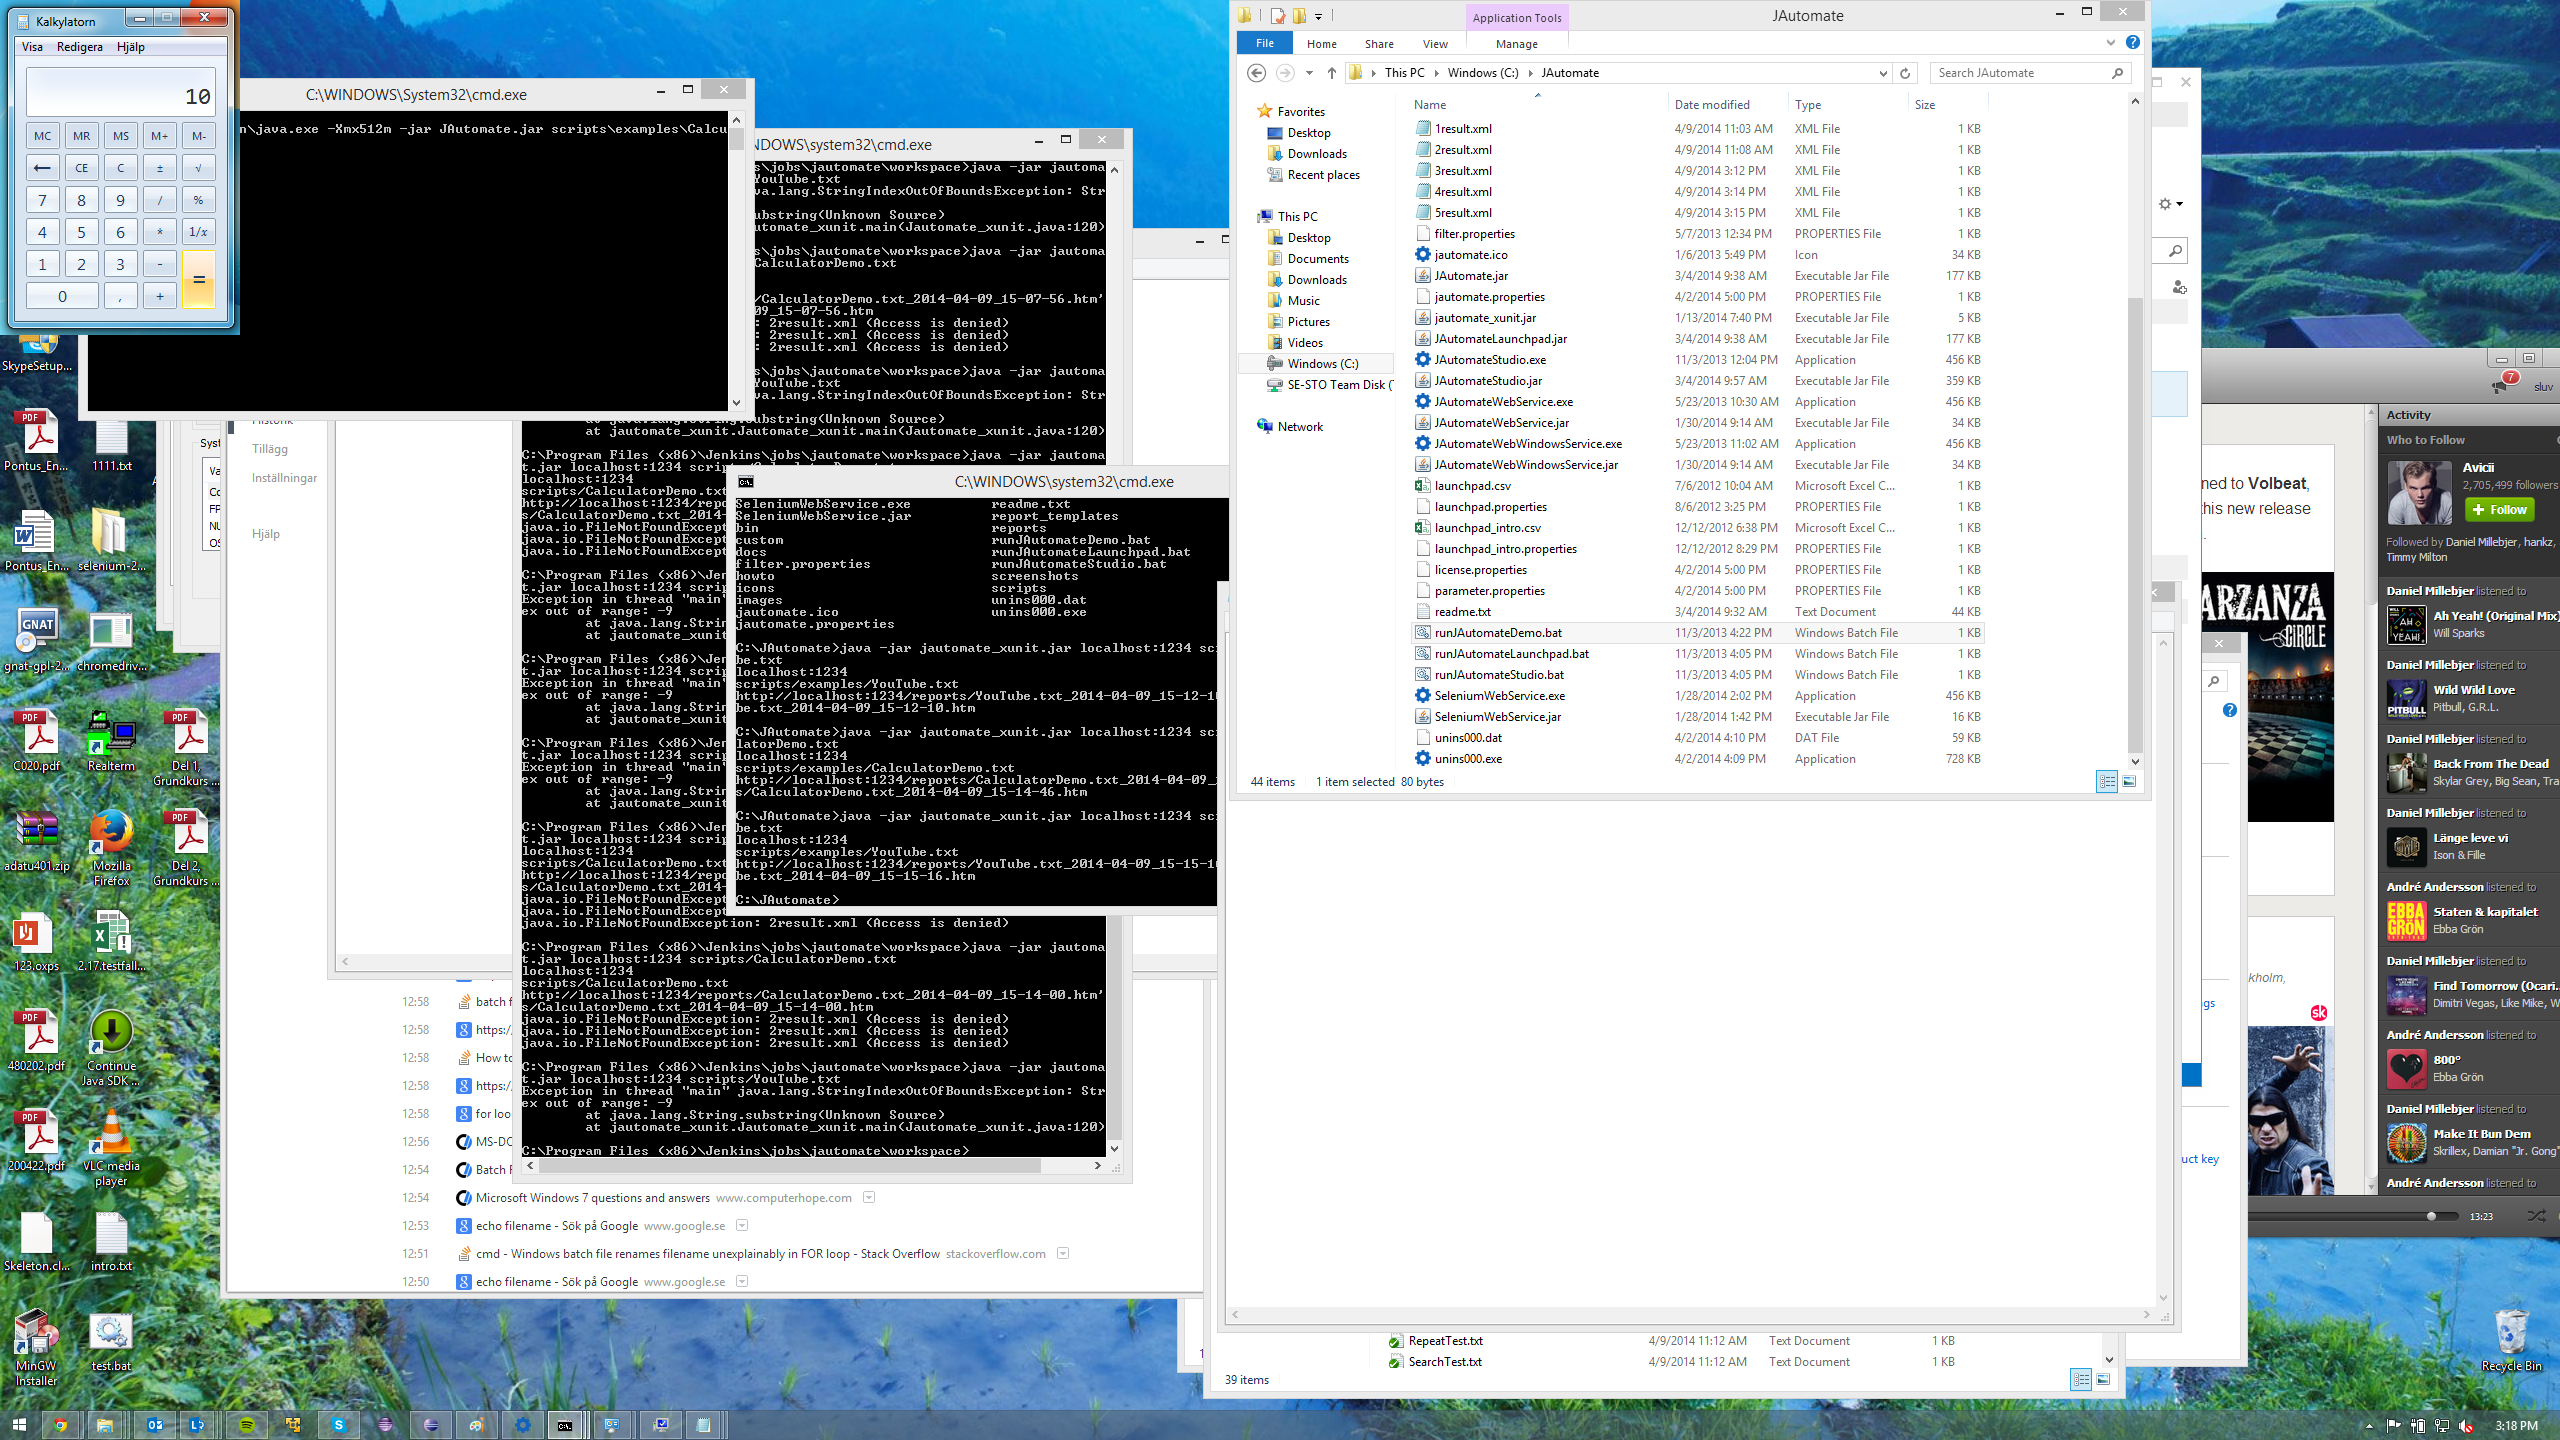 Kalkylatorn
Visa Redigera Hjälp
10
MC MR MS M+ M-
← CE C ± √
7 8 9 / %
4 5 6 * 1/x
1 2 3 - =
0 , +
C:\WINDOWS\System32\cmd.exe
n\java.exe -Xmx512m -jar JAutomate.jar scripts\examples\Calcu
NDOWS\system32\cmd.exe
s\jobs\jautomate\workspace>java -jar jautoma
YouTube.txt
va.lang.StringIndexOutOfBoundsException: Str
ubstring(Unknown Source)
automate_xunit.main(Jautomate_xunit.java:120)
s\jobs\jautomate\workspace>java -jar jautoma
CalculatorDemo.txt
/CalculatorDemo.txt_2014-04-09_15-07-56.htm'
09_15-07-56.htm
: 2result.xml (Access is denied)
: 2result.xml (Access is denied)
: 2result.xml (Access is denied)
s\jobs\jautomate\workspace>java -jar jautoma
YouTube.txt
va.lang.StringIndexOutOfBoundsException: Str
ubstring(Unknown Source)
at jautomate_xunit.Jautomate_xunit.main(Jautomate_xunit.java:120)
C:\Program Files (x86)\Jenkins\jobs\jautomate\workspace>java -jar jautoma
t.jar localhost:1234
localhost:1234
scripts/CalculatorDemo.txt
http://localhost:1234/repo
s/CalculatorDemo.txt_2014-
java.io.FileNotFoundExcept
java.io.FileNotFoundExcept
java.io.FileNotFoundExcept
C:\Program Files (x86)\Jen
t.jar localhost:1234 scrip
Exception in thread "main"
ex out of range: -9
at java.lang.Strin
at jautomate_xunit
C:\Program Files (x86)\Jen
t.jar localhost:1234 scrip
Exception in thread "main"
ex out of range: -9
at java.lang.Strin
at jautomate_xunit
C:\Program Files (x86)\Jen
t.jar localhost:1234 scrip
Exception in thread "main"
ex out of range: -9
at java.lang.Strin
at jautomate_xunit
C:\Program Files (x86)\Jen
t.jar localhost:1234 scrip
localhost:1234
scripts/CalculatorDemo.txt
http://localhost:1234/repo
s/CalculatorDemo.txt_2014-
java.io.FileNotFoundExcept
java.io.FileNotFoundExcept
java.io.FileNotFoundException: 2result.xml (Access is denied)
C:\Program Files (x86)\Jenkins\jobs\jautomate\workspace>java -jar jautoma
t.jar localhost:1234 scripts/CalculatorDemo.txt
localhost:1234
scripts/CalculatorDemo.txt
http://localhost:1234/reports/CalculatorDemo.txt_2014-04-09_15-14-00.htm'
s/CalculatorDemo.txt_2014-04-09_15-14-00.htm
java.io.FileNotFoundException: 2result.xml (Access is denied)
java.io.FileNotFoundException: 2result.xml (Access is denied)
java.io.FileNotFoundException: 2result.xml (Access is denied)
C:\Program Files (x86)\Jenkins\jobs\jautomate\workspace>java -jar jautoma
t.jar localhost:1234 scripts/YouTube.txt
Exception in thread "main" java.lang.StringIndexOutOfBoundsException: Str
ex out of range: -9
at java.lang.String.substring(Unknown Source)
at jautomate_xunit.Jautomate_xunit.main(Jautomate_xunit.java:120)
C:\Program Files (x86)\Jenkins\jobs\jautomate\workspace>
C:\WINDOWS\system32\cmd.exe
SeleniumWebService.exe readme.txt
SeleniumWebService.jar report_templates
bin reports
custom runJAutomateDemo.bat
docs runJAutomateLaunchpad.bat
filter.properties runJAutomateStudio.bat
howto screenshots
icons scripts
images unins000.dat
jautomate.ico unins000.exe
jautomate.properties
C:\JAutomate>java -jar jautomate_xunit.jar localhost:1234 scr
be.txt
localhost:1234
scripts/examples/YouTube.txt
http://localhost:1234/reports/YouTube.txt_2014-04-09_15-12-10
be.txt_2014-04-09_15-12-10.htm
C:\JAutomate>java -jar jautomate_xunit.jar localhost:1234 scr
latorDemo.txt
localhost:1234
scripts/examples/CalculatorDemo.txt
http://localhost:1234/reports/CalculatorDemo.txt_2014-04-09_1
s/CalculatorDemo.txt_2014-04-09_15-14-46.htm
C:\JAutomate>java -jar jautomate_xunit.jar localhost:1234 scr
be.txt
localhost:1234
scripts/examples/YouTube.txt
http://localhost:1234/reports/YouTube.txt_2014-04-09_15-15-16
be.txt_2014-04-09_15-15-16.htm
C:\JAutomate>
Application Tools
JAutomate
File Home Share View Manage
This PC Windows (C:) JAutomate
Search JAutomate
Favorites
Desktop
Downloads
Recent places
This PC
Desktop
Documents
Downloads
Music
Pictures
Videos
Windows (C:)
SE-STO Team Disk (T
Network
Name Date modified Type Size
1result.xml 4/9/2014 11:03 AM XML File 1 KB
2result.xml 4/9/2014 11:08 AM XML File 1 KB
3result.xml 4/9/2014 3:12 PM XML File 1 KB
4result.xml 4/9/2014 3:14 PM XML File 1 KB
5result.xml 4/9/2014 3:15 PM XML File 1 KB
filter.properties 5/7/2013 12:34 PM PROPERTIES File 1 KB
jautomate.ico 1/6/2013 5:49 PM Icon 34 KB
JAutomate.jar 3/4/2014 9:38 AM Executable Jar File 177 KB
jautomate.properties 4/2/2014 5:00 PM PROPERTIES File 1 KB
jautomate_xunit.jar 1/13/2014 7:40 PM Executable Jar File 5 KB
JAutomateLaunchpad.jar 3/4/2014 9:38 AM Executable Jar File 177 KB
JAutomateStudio.exe 11/3/2013 12:04 PM Application 456 KB
JAutomateStudio.jar 3/4/2014 9:57 AM Executable Jar File 359 KB
JAutomateWebService.exe 5/23/2013 10:30 AM Application 456 KB
JAutomateWebService.jar 1/30/2014 9:14 AM Executable Jar File 34 KB
JAutomateWebWindowsService.exe 5/23/2013 11:02 AM Application 456 KB
JAutomateWebWindowsService.jar 1/30/2014 9:14 AM Executable Jar File 34 KB
launchpad.csv 7/6/2012 10:04 AM Microsoft Excel C... 1 KB
launchpad.properties 8/6/2012 3:25 PM PROPERTIES File 1 KB
launchpad_intro.csv 12/12/2012 6:38 PM Microsoft Excel C... 1 KB
launchpad_intro.properties 12/12/2012 8:29 PM PROPERTIES File 1 KB
license.properties 4/2/2014 5:00 PM PROPERTIES File 1 KB
parameter.properties 4/2/2014 5:00 PM PROPERTIES File 1 KB
readme.txt 3/4/2014 9:32 AM Text Document 44 KB
runJAutomateDemo.bat 11/3/2013 4:22 PM Windows Batch File 1 KB
runJAutomateLaunchpad.bat 11/3/2013 4:05 PM Windows Batch File 1 KB
runJAutomateStudio.bat 11/3/2013 4:05 PM Windows Batch File 1 KB
SeleniumWebService.exe 1/28/2014 2:02 PM Application 456 KB
SeleniumWebService.jar 1/28/2014 1:42 PM Executable Jar File 16 KB
unins000.dat 4/2/2014 4:10 PM DAT File 59 KB
unins000.exe 4/2/2014 4:09 PM Application 728 KB
44 items 1 item selected 80 bytes
RepeatTest.txt 4/9/2014 11:12 AM Text Document 1 KB
SearchTest.txt 4/9/2014 11:12 AM Text Document 1 KB
39 items
Tillägg
Inställningar
Hjälp
Syst
Va
Co
FP
NU
OS
12:58 batch f
12:58 https:/
12:58 How to
12:58 https:/
12:58 for loo
12:56 MS-DO
12:54 Batch F
12:54 Microsoft Windows 7 questions and answers www.computerhope.com
12:53 echo filename - Sök på Google www.google.se
12:51 cmd - Windows batch file renames filename unexplainably in FOR loop - Stack Overflow stackoverflow.com
12:50 echo filename - Sök på Google www.google.se
SkypeSetup...
Pontus_En... 1111.txt
Pontus_En... selenium-2...
GNAT
gnat-gpl-2... chromedriv...
C020.pdf Realterm Del 1, Grundkurs ...
adatu401.zip Mozilla Firefox Del 2, Grundkurs ...
123.oxps 2.17.testfall...
480202.pdf Continue Java SDK ...
200422.pdf VLC media player
Skeleton.cl... intro.txt
MinGW Installer test.bat
7
sluv
Activity
Who to Follow
Avicii
2,705,499 followers
Follow
Followed by Daniel Millebjer, hankz,
Timmy Milton
Daniel Millebjer listened to
Ah Yeah! (Original Mix)
Will Sparks
Daniel Millebjer listened to
Wild Wild Love
Pitbull, G.R.L.
Daniel Millebjer listened to
Back From The Dead
Skylar Grey, Big Sean, Tra
Daniel Millebjer listened to
Länge leve vi
Ison & Fille
André Andersson listened to
Staten & kapitalet
Ebba Grön
Daniel Millebjer listened to
Find Tomorrow (Ocari...
Dimitri Vegas, Like Mike, W
André Andersson listened to
800°
Ebba Grön
Daniel Millebjer listened to
Make It Bun Dem
Skrillex, Damian "Jr. Gong"
André Andersson listened to
ned to Volbeat,
this new release
ARZANZA
CIRCLE
kholm,
sk
ngs
uct key
13:23
Recycle Bin
3:18 PM